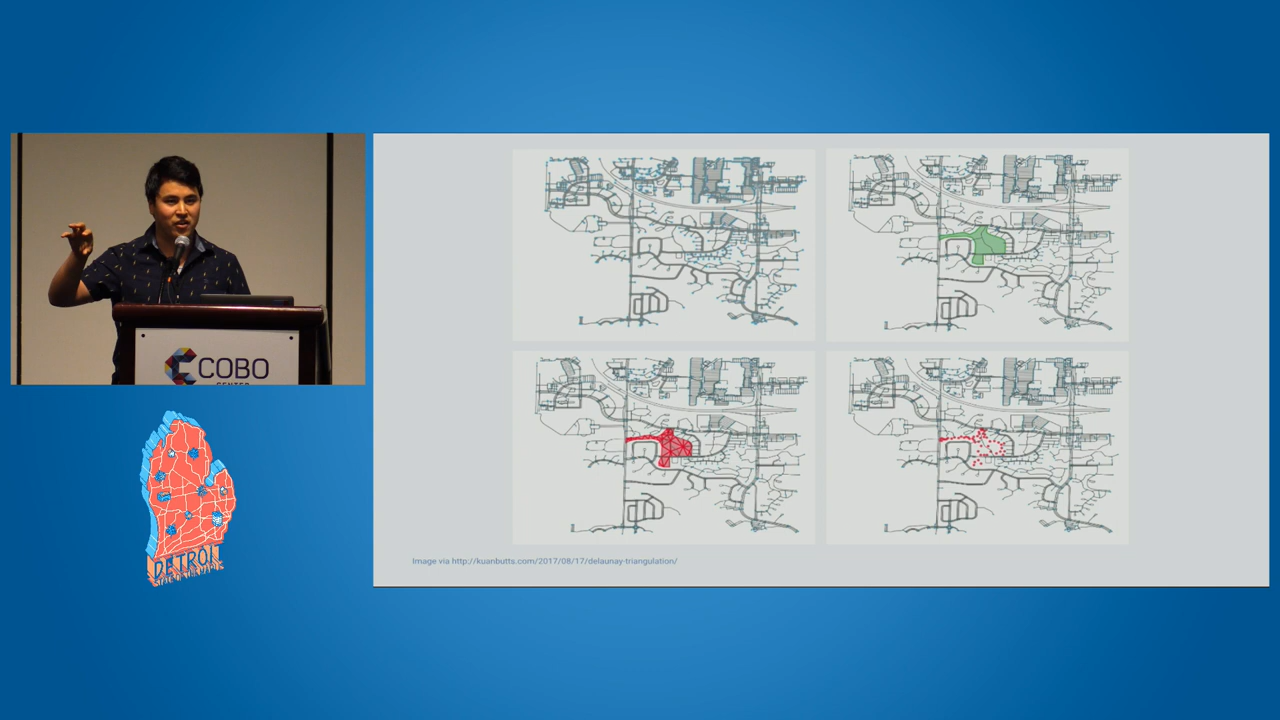 COBO
CENTER
DETROIT
Image via http://kuanbutts.com/2017/08/17/delaunay-triangulation/